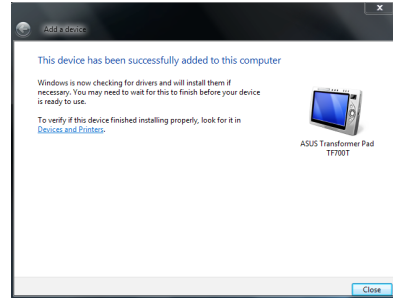 Add a device
This device has been successfully added to this computer
Windows is now checking for drivers and will install them if
necessary. You may need to wait for this to finish before your device
is ready to use.
To verify if this device finished installing properly, look for it in
Devices and Printers.
ASUS Transformer Pad
TF700T
Close